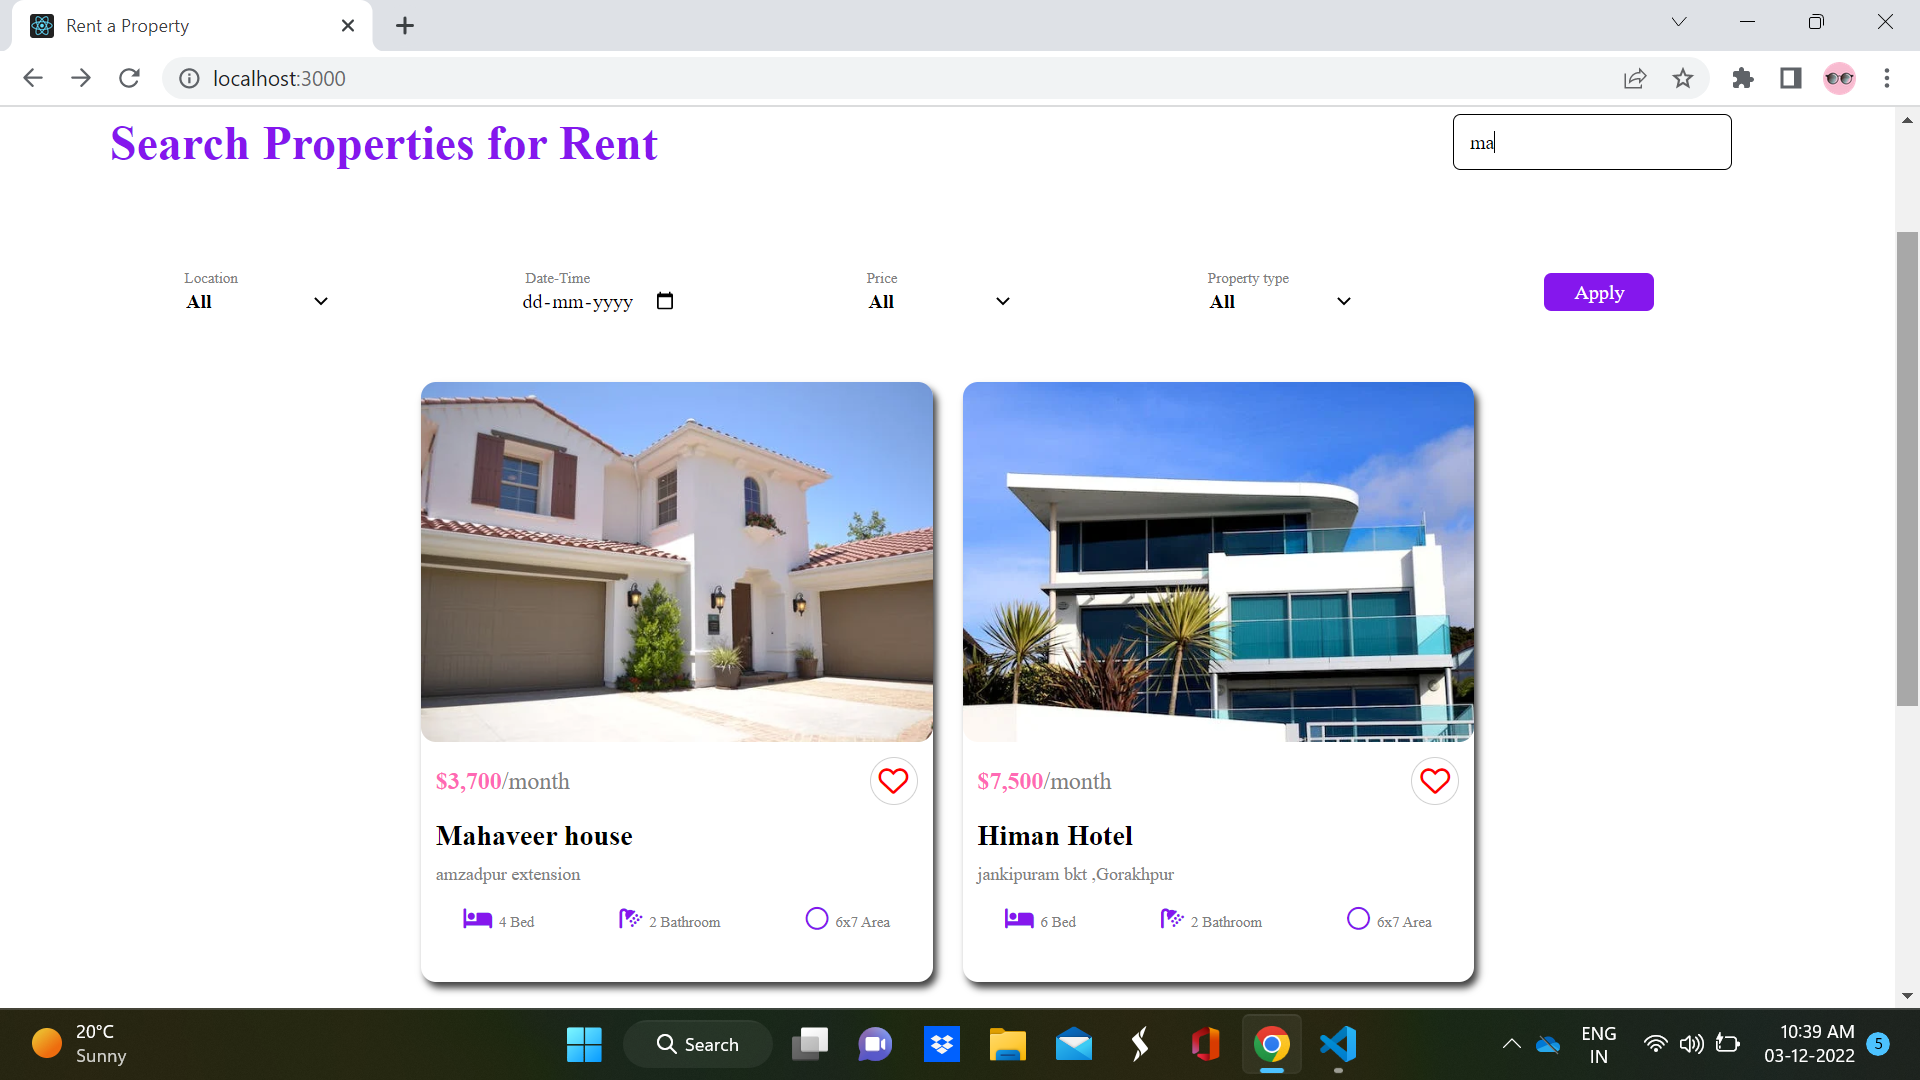 Rent a Property
localhost:3000
Search Properties for Rent
ma
Location
All
Date-Time
dd-mm-yyyy
Price
All
Property type
All
Apply
$3,700/month
Mahaveer house
amzadpur extension
4 Bed
2 Bathroom
6x7 Area
$7,500/month
Himan Hotel
jankipuram bkt ,Gorakhpur
6 Bed
2 Bathroom
6x7 Area
20°C
Sunny
Search
ENG
IN
10:39 AM
03-12-2022
5